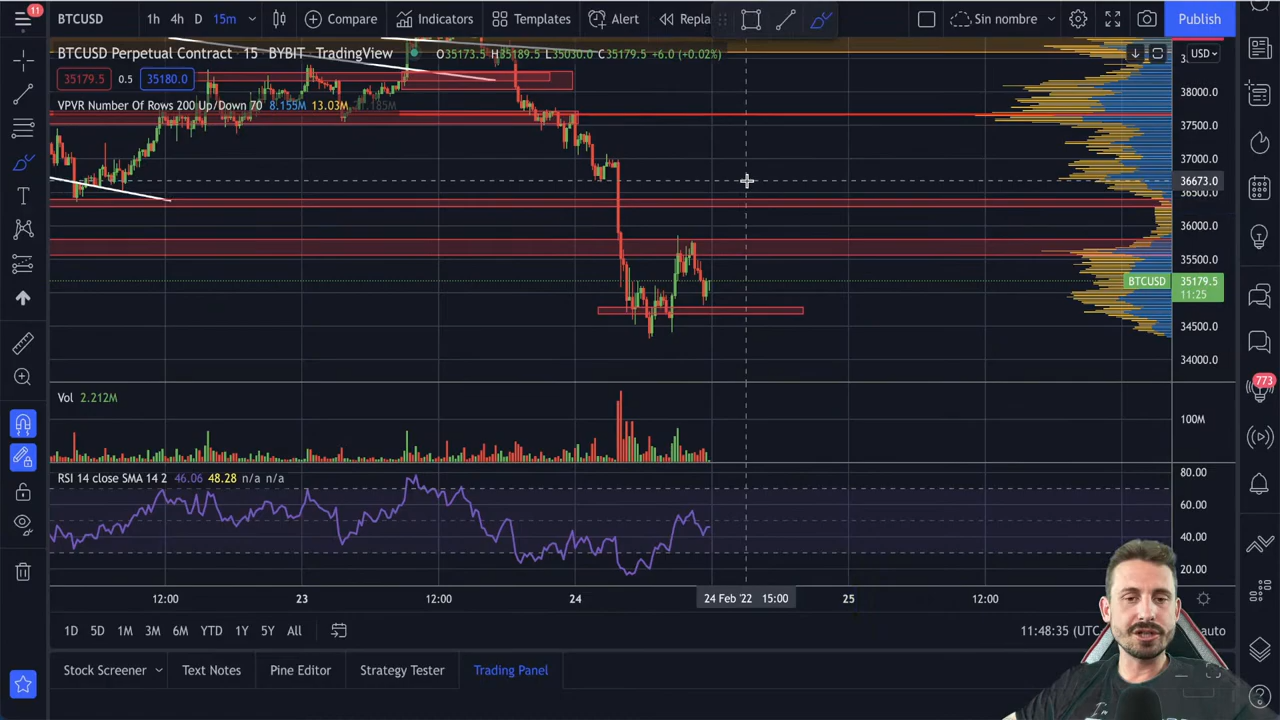 11
BTCUSD 1h 4h D 15m Compare Indicators Templates Alert Repla Sin nombre Publish
BTCUSD Perpetual Contract · 15 · BYBIT · TradingView O35173.5 H35189.5 L35030.0 C35179.5 +6.0 (+0.02%) USD
35179.5 0.5 35180.0
VPVR Number Of Rows 200 Up/Down 70 8.155M 13.03M
38000.0
37500.0
37000.0
36673.0
36500.0
36000.0
35500.0
BTCUSD 35179.5
11:25
34500.0
34000.0
773
Vol 2.212M
100M
RSI 14 close SMA 14 2 46.06 48.28 n/a n/a
80.00
60.00
40.00
20.00
12:00 23 12:00 24 24 Feb '22 15:00 25 12:00
1D 5D 1M 3M 6M YTD 1Y 5Y All 11:48:35 (UTC- auto
Stock Screener Text Notes Pine Editor Strategy Tester Trading Panel